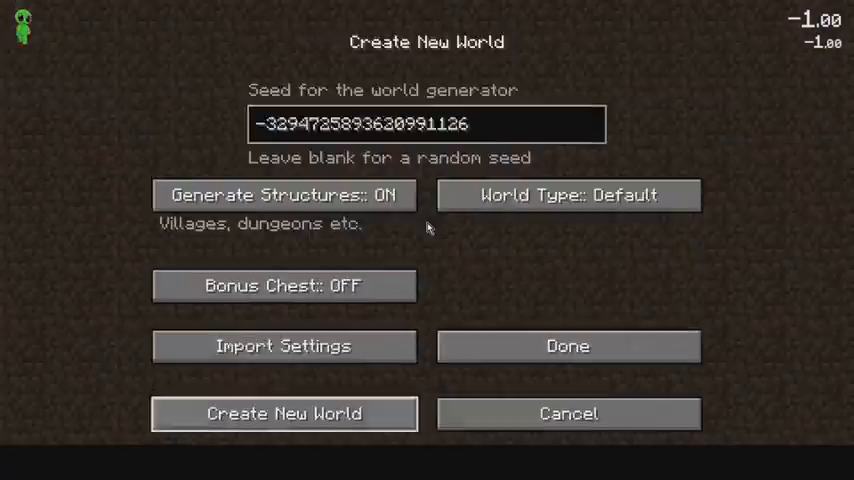 -1.00
-1.00
Create New World
Seed for the world generator
-3294725893620991126
Leave blank for a random seed
Generate Structures:: ON
World Type:: Default
Villages, dungeons etc.
Bonus Chest:: OFF
Import Settings
Done
Create New World
Cancel